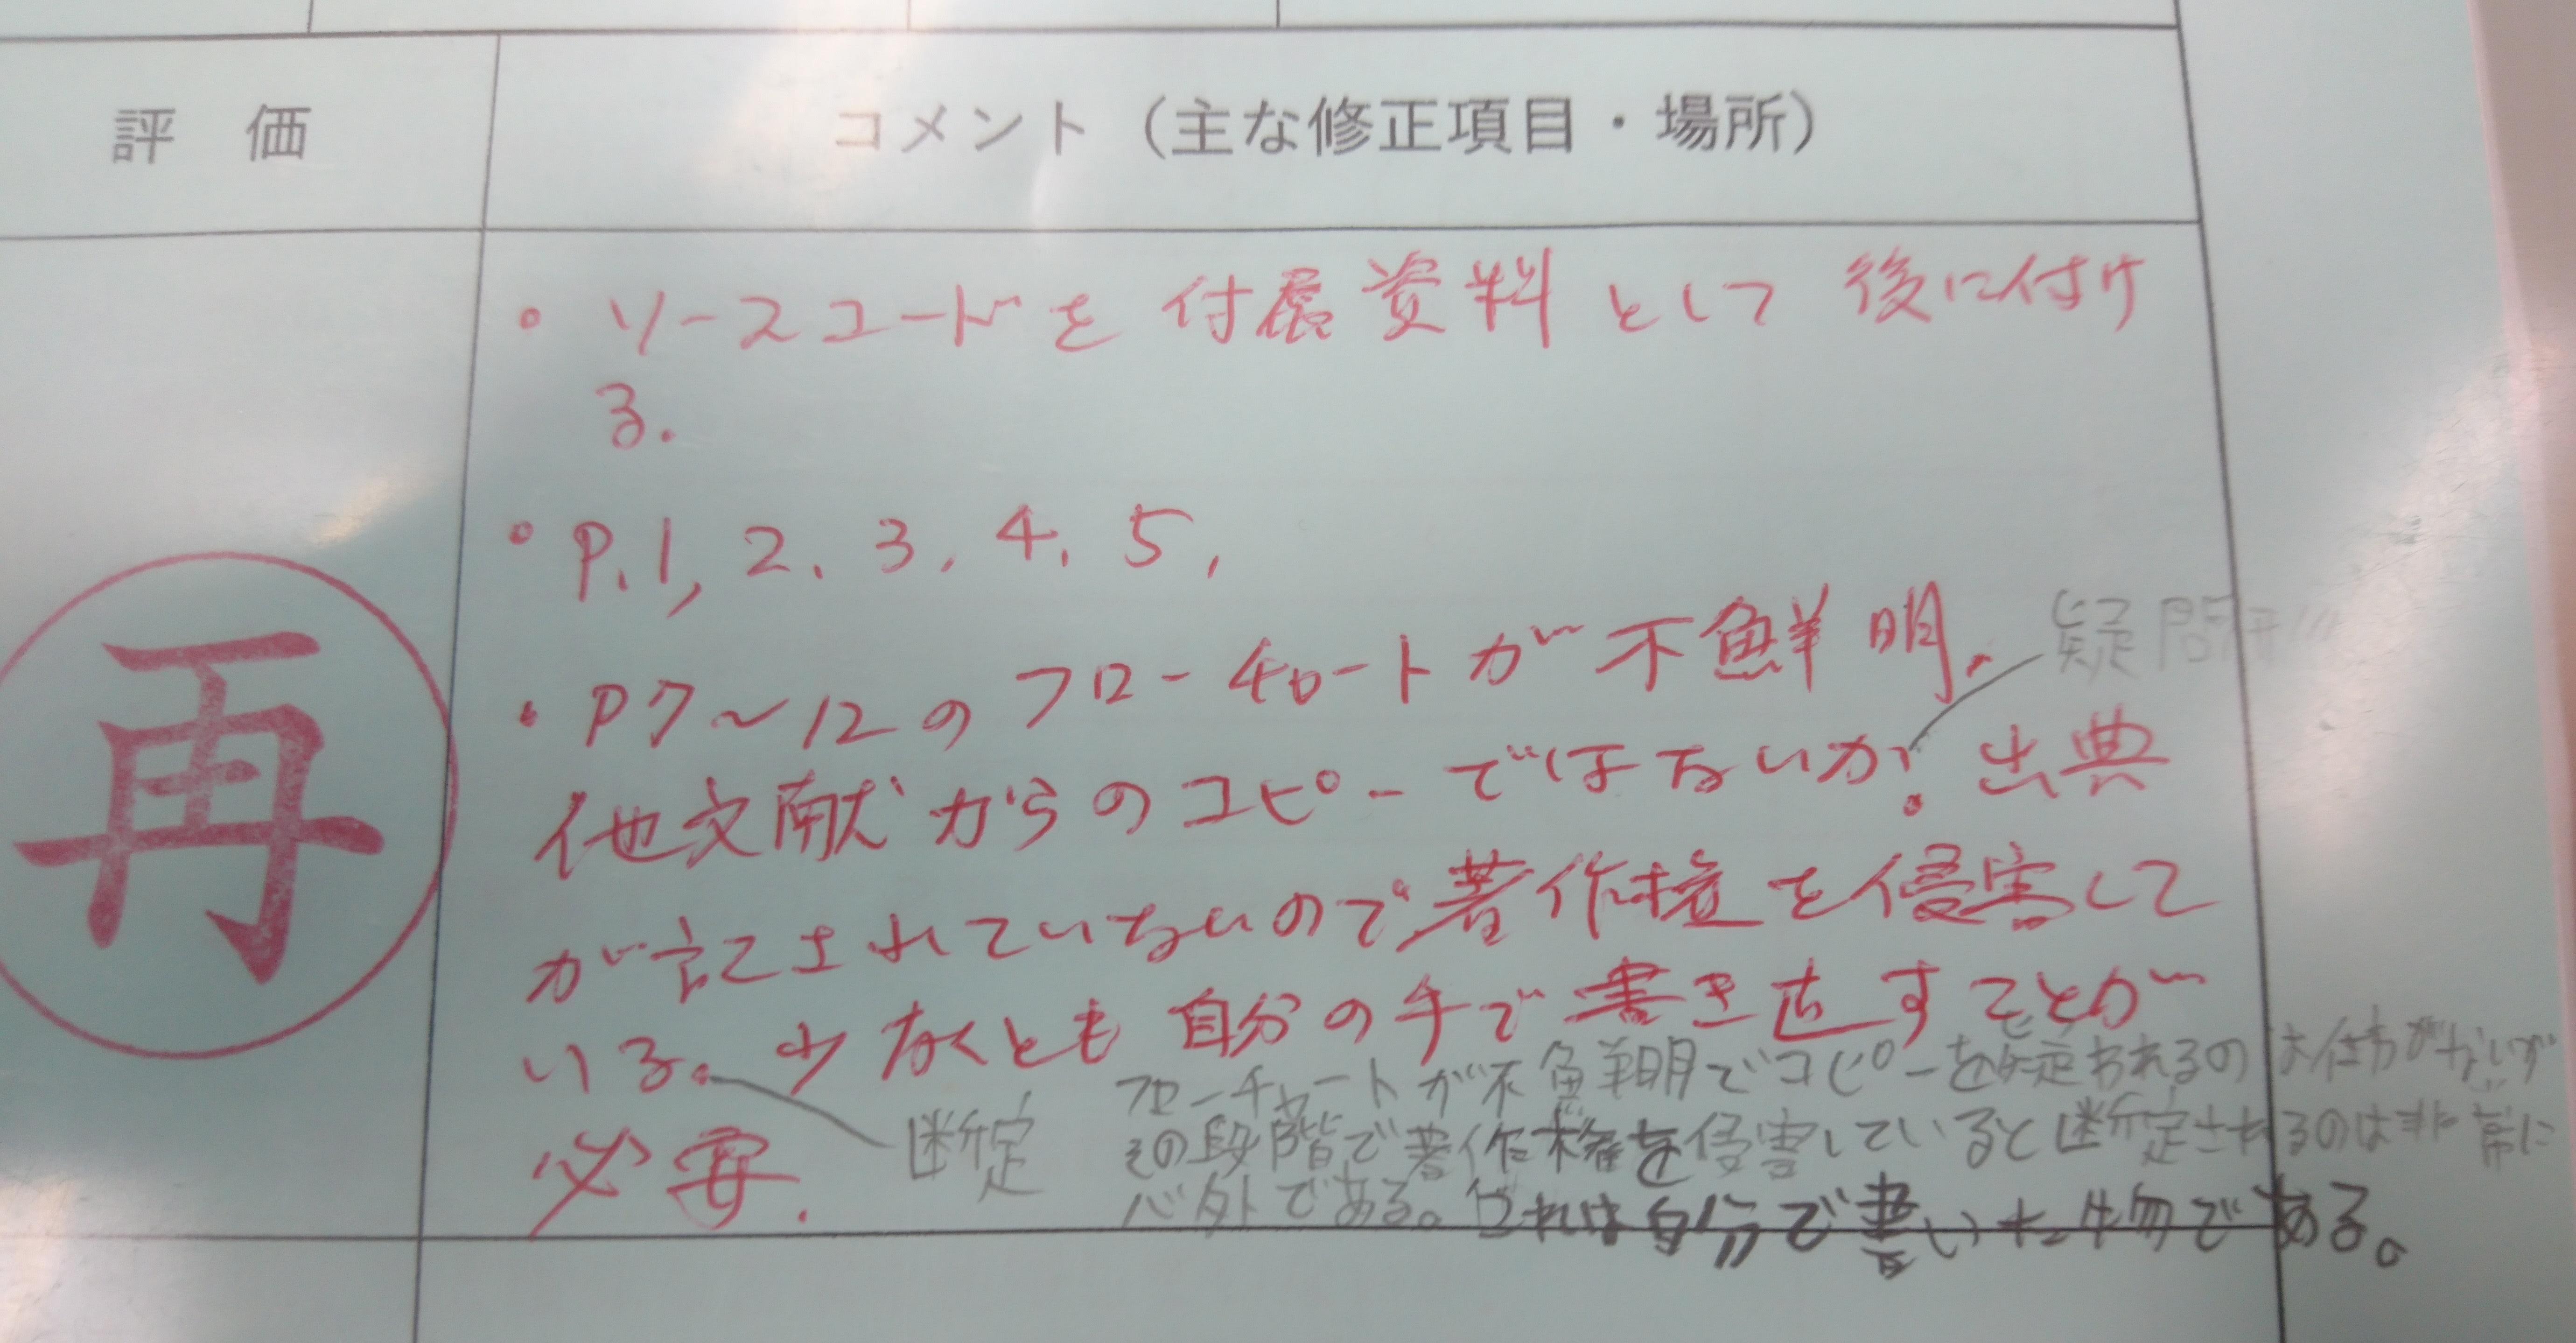 評 価
コメント（主な修正項目・場所）
・ソースコードを付属資料として後に付け
る.
・P.1, 2, 3, 4, 5,
・P7～12のフローチャートが不鮮明.
疑問
他文献からのコピーではないか? 出典
が記されていないので著作権を侵害して
いる。少なくとも自分の手で書き直すことが
必要.
再
断定
フローチャートが不鮮明でコピーを疑われるのは仕方がないが
その段階で著作権を侵害していると断定されるのは非常に
心外である。これは自分で書いた物である。